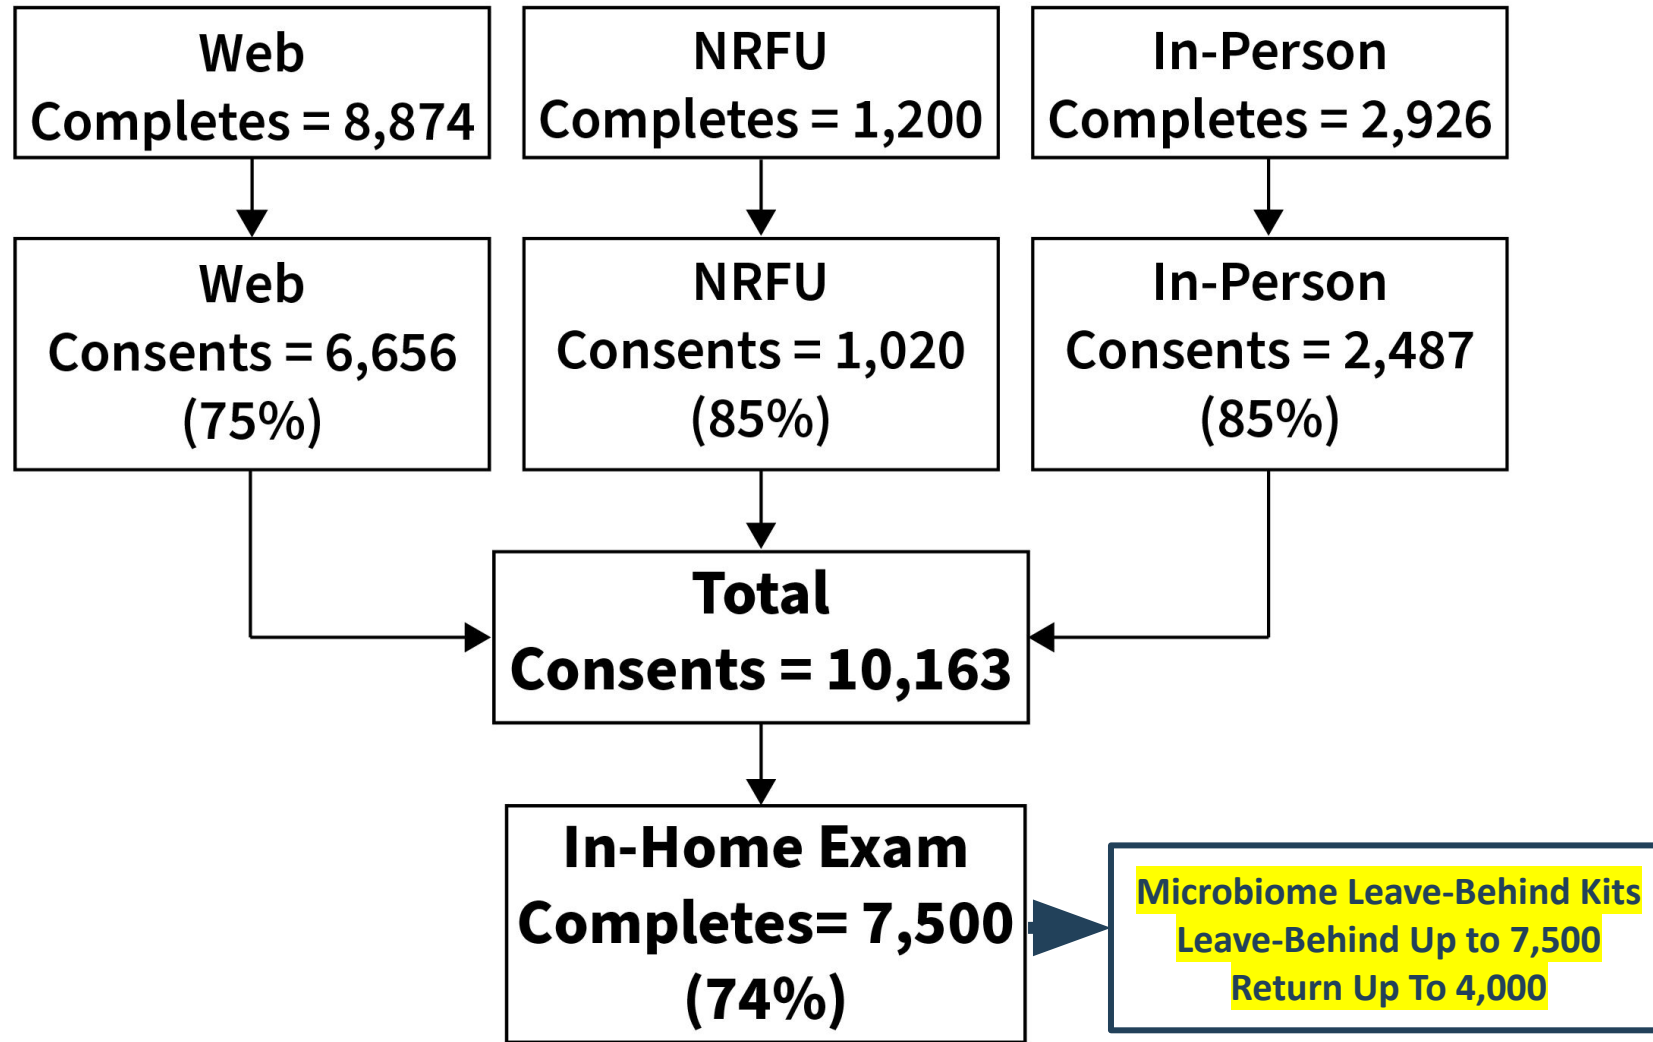 Web
Completes = 8,874
NRFU
Completes = 1,200
In-Person
Completes = 2,926
Web
Consents = 6,656
(75%)
NRFU
Consents = 1,020
(85%)
In-Person
Consents = 2,487
(85%)
Total
Consents = 10,163
In-Home Exam
Completes= 7,500
(74%)
Microbiome Leave-Behind Kits
Leave-Behind Up to 7,500
Return Up To 4,000